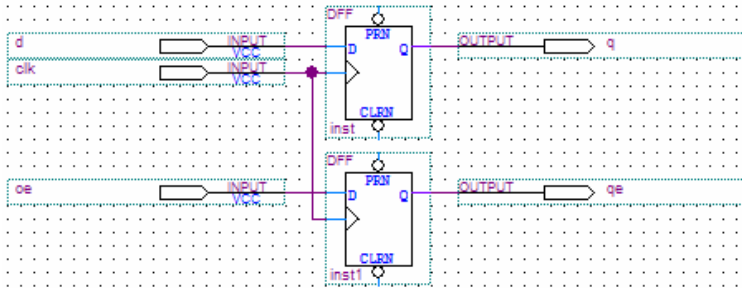 DFF
PRN
d INPUT VCC D Q OUTPUT q
clk INPUT VCC
CLRN
inst
DFF
PRN
oe INPUT VCC D Q OUTPUT qe
CLRN
inst1